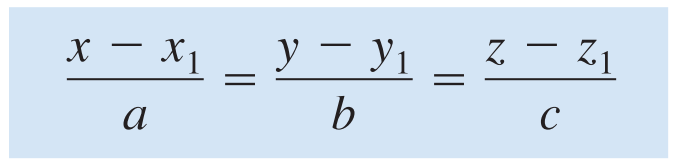 x − x₁/a = y − y₁/b = z − z₁/c